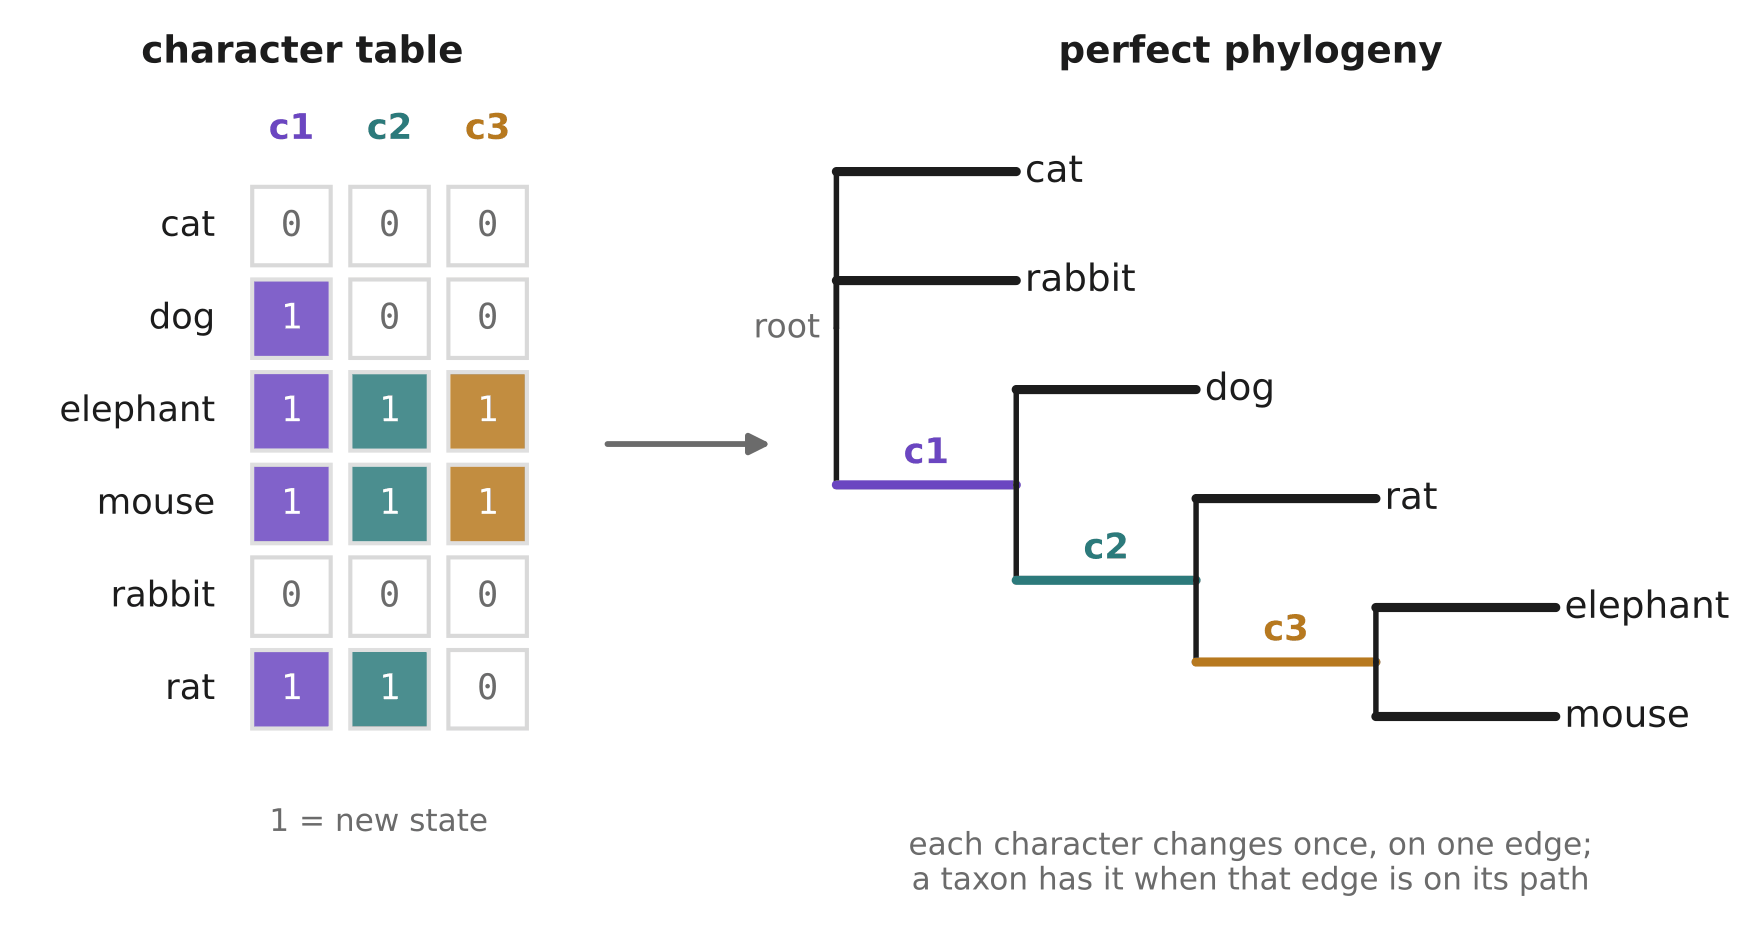 character table
c1 c2 c3
cat 0 0 0
dog 1 0 0
elephant 1 1 1
mouse 1 1 1
rabbit 0 0 0
rat 1 1 0
1 = new state
perfect phylogeny
cat
rabbit
root
dog
c1
rat
c2
elephant
c3
mouse
each character changes once, on one edge;
a taxon has it when that edge is on its path